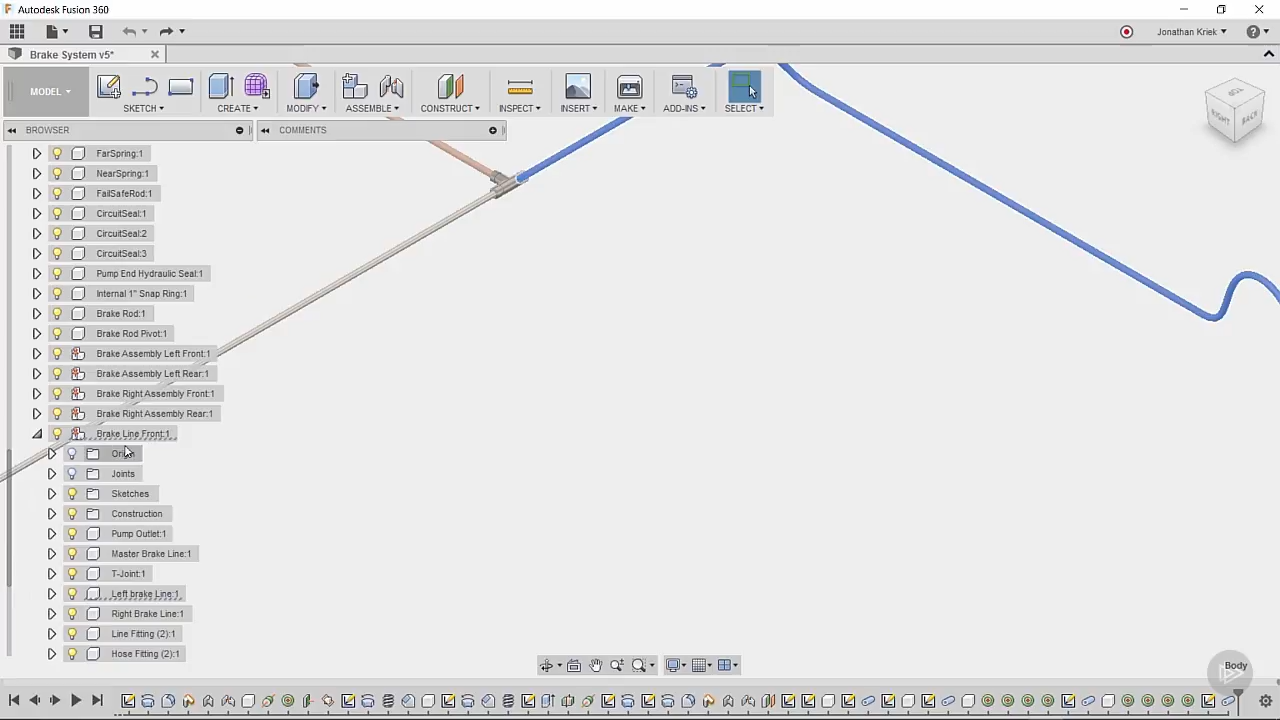 Autodesk Fusion 360
Jonathan Kriek
Brake System v5*
MODEL
SKETCH
CREATE
MODIFY
ASSEMBLE
CONSTRUCT
INSPECT
INSERT
MAKE
ADD-INS
SELECT
RIGHT
BACK
BROWSER
COMMENTS
FarSpring:1
NearSpring:1
FailSafeRod:1
CircuitSeal:1
CircuitSeal:2
CircuitSeal:3
Pump End Hydraulic Seal:1
Internal 1" Snap Ring:1
Brake Rod:1
Brake Rod Pivot:1
Brake Assembly Left Front:1
Brake Assembly Left Rear:1
Brake Right Assembly Front:1
Brake Right Assembly Rear:1
Brake Line Front:1
Joints
Sketches
Construction
Pump Outlet:1
Master Brake Line:1
T-Joint:1
Left brake Line:1
Right Brake Line:1
Line Fitting (2):1
Hose Fitting (2):1
Body